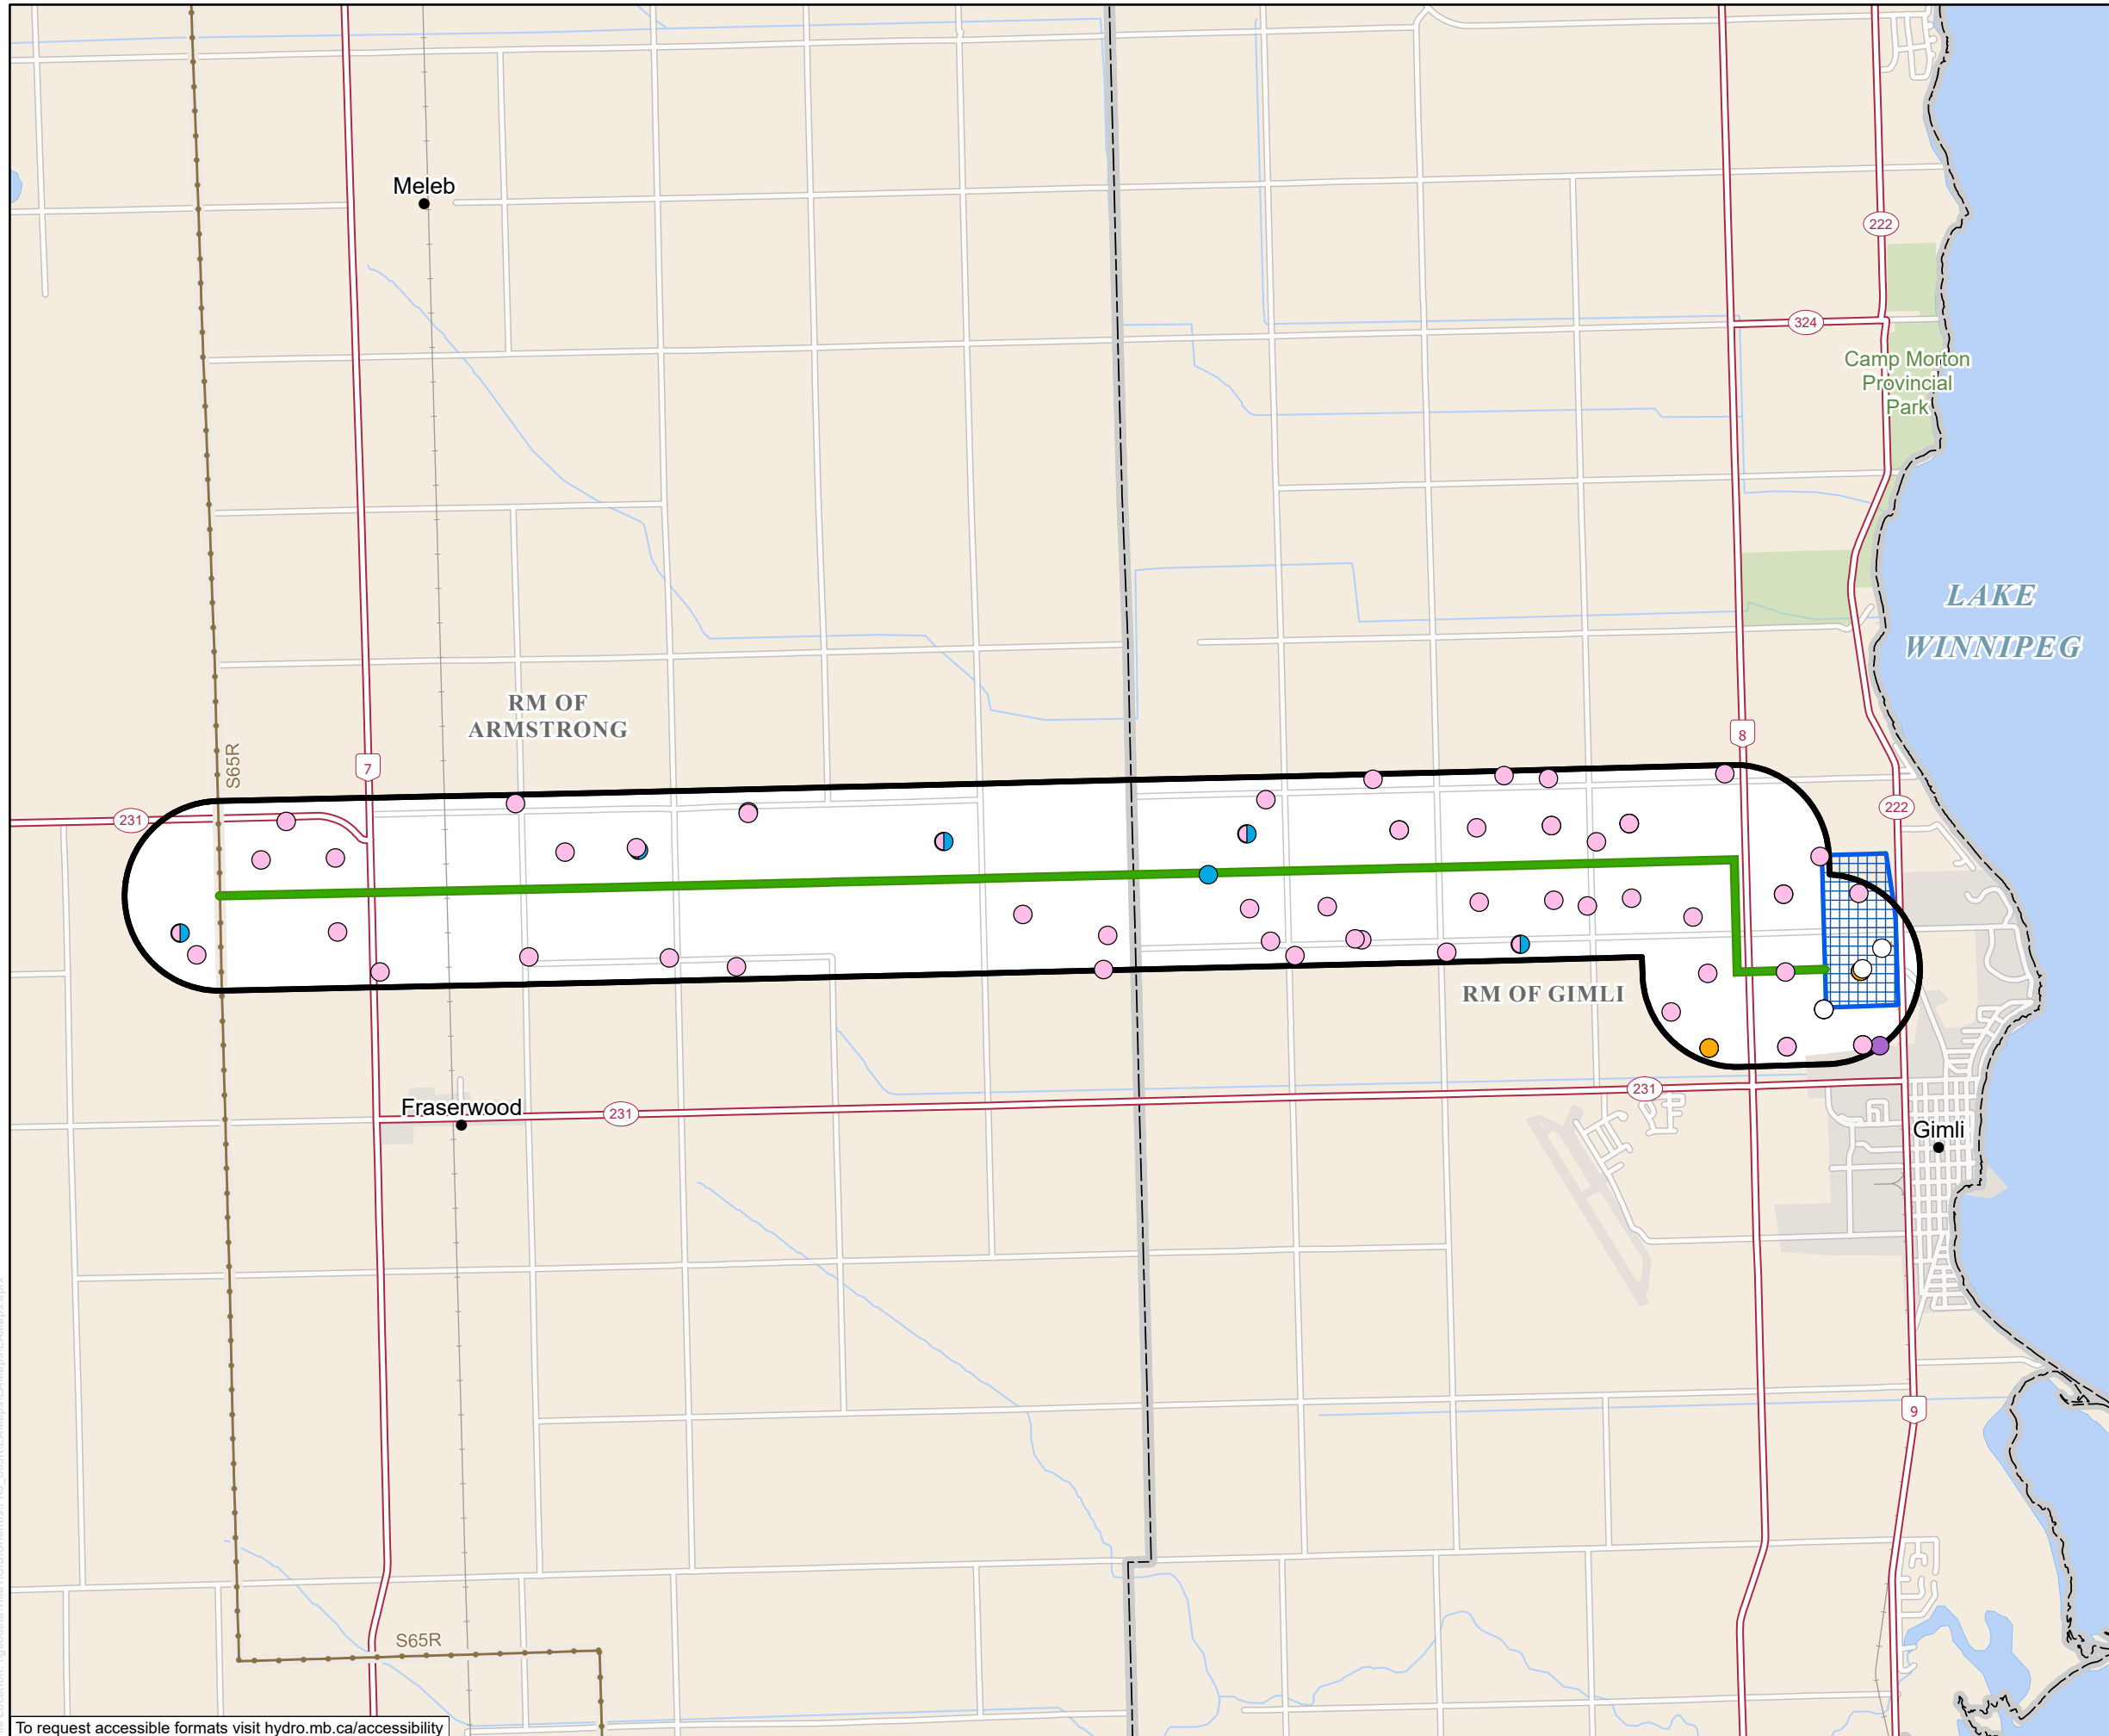 Meleb
222
324
Camp Morton
Provincial
Park
LAKE
WINNIPEG
RM OF
ARMSTRONG
S65R
7
8
231
222
RM OF GIMLI
231
Fraserwood
231
Gimli
9
S65R
To request accessible formats visit hydro.mb.ca/accessibility